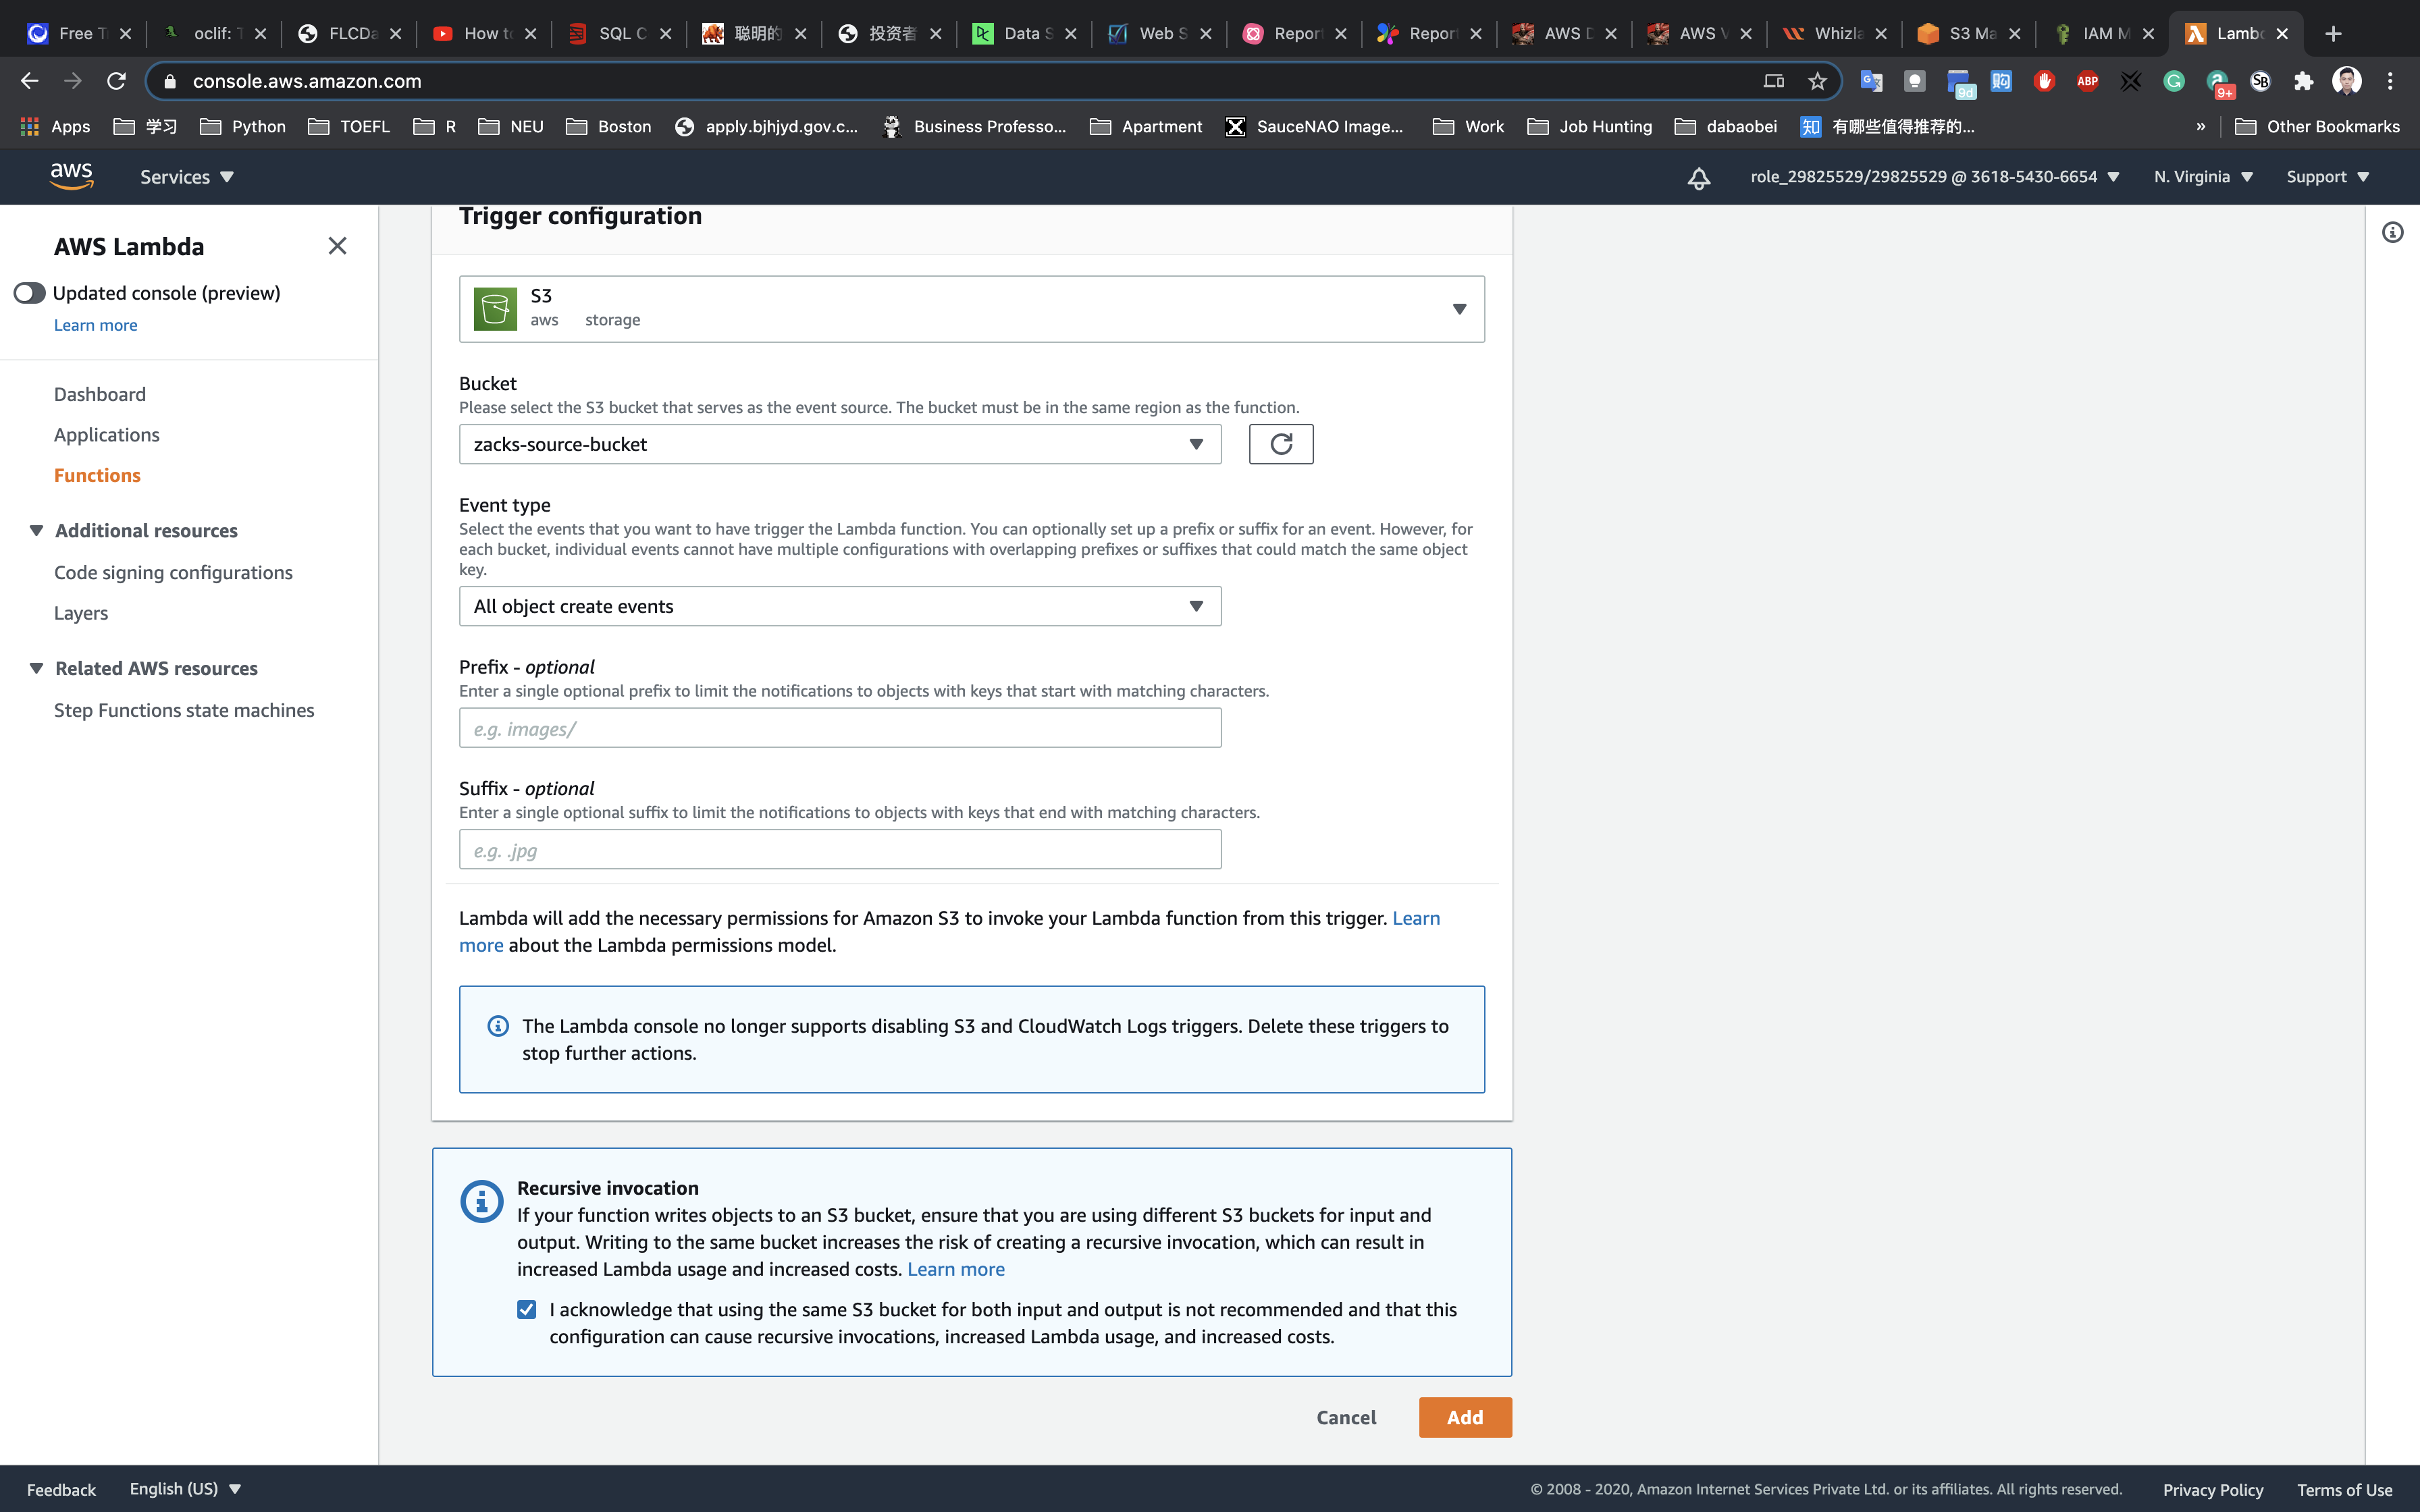 Free T
oclif: T
FLCDa
How to
SQL C
聪明的
投资者
Data S
Web S
Report
Report
AWS D
AWS V
Whizla
S3 Ma
IAM M
Lambd
console.aws.amazon.com
9d
ABP
9+
SB
Apps
学习
Python
TOEFL
R
NEU
Boston
apply.bjhjyd.gov.c...
Business Professo...
Apartment
SauceNAO Image...
Work
Job Hunting
dabaobei
知 有哪些值得推荐的...
»
Other Bookmarks
aws
Services
role_29825529/29825529 @ 3618-5430-6654
N. Virginia
Support
AWS Lambda
Updated console (preview)
Learn more
Dashboard
Applications
Functions
Additional resources
Code signing configurations
Layers
Related AWS resources
Step Functions state machines
Trigger configuration
S3
aws storage
Bucket
Please select the S3 bucket that serves as the event source. The bucket must be in the same region as the function.
zacks-source-bucket
Event type
Select the events that you want to have trigger the Lambda function. You can optionally set up a prefix or suffix for an event. However, for
each bucket, individual events cannot have multiple configurations with overlapping prefixes or suffixes that could match the same object
key.
All object create events
Prefix - optional
Enter a single optional prefix to limit the notifications to objects with keys that start with matching characters.
e.g. images/
Suffix - optional
Enter a single optional suffix to limit the notifications to objects with keys that end with matching characters.
e.g. .jpg
Lambda will add the necessary permissions for Amazon S3 to invoke your Lambda function from this trigger. Learn
more about the Lambda permissions model.
The Lambda console no longer supports disabling S3 and CloudWatch Logs triggers. Delete these triggers to
stop further actions.
Recursive invocation
If your function writes objects to an S3 bucket, ensure that you are using different S3 buckets for input and
output. Writing to the same bucket increases the risk of creating a recursive invocation, which can result in
increased Lambda usage and increased costs. Learn more
I acknowledge that using the same S3 bucket for both input and output is not recommended and that this
configuration can cause recursive invocations, increased Lambda usage, and increased costs.
Cancel
Add
Feedback
English (US)
© 2008 - 2020, Amazon Internet Services Private Ltd. or its affiliates. All rights reserved.
Privacy Policy
Terms of Use